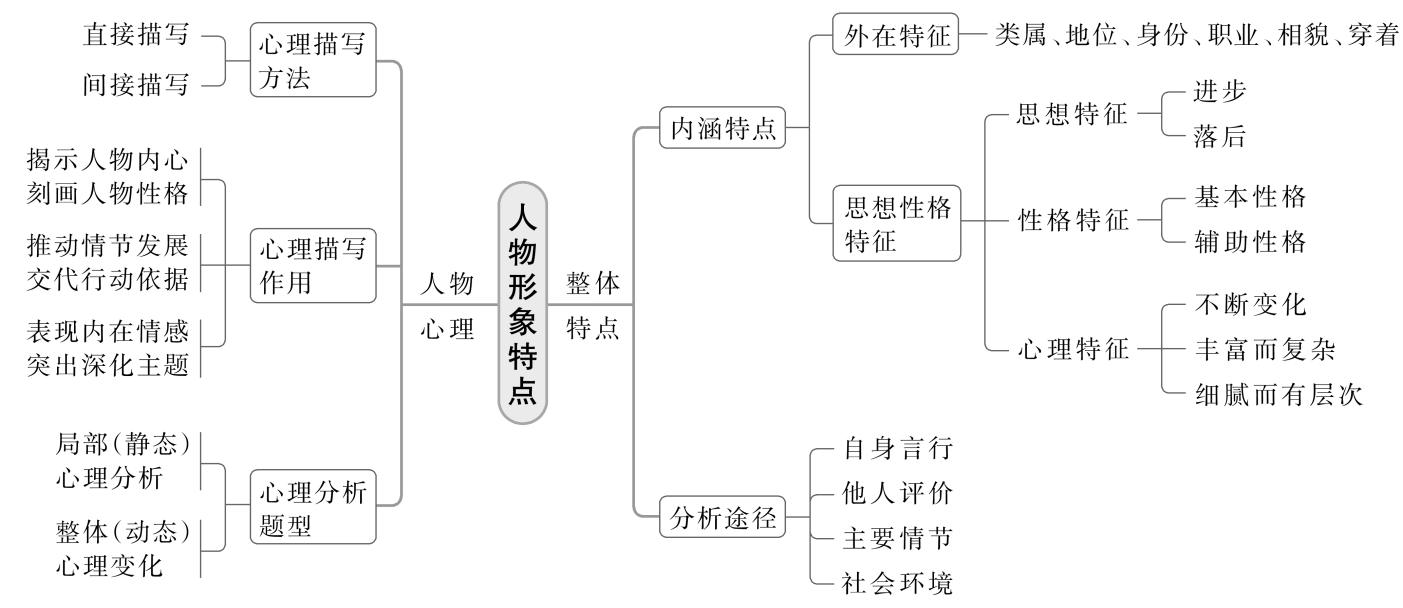 直接描写
间接描写
心理描写
方法
揭示人物内心
刻画人物性格
推动情节发展
交代行动依据
表现内在情感
突出深化主题
心理描写
作用
局部(静态)
心理分析
整体(动态)
心理变化
心理分析
题型
人物
心理
人物形象特点
整体
特点
内涵特点
外在特征
类属、地位、身份、职业、相貌、穿着
思想性格
特征
思想特征
进步
落后
性格特征
基本性格
辅助性格
心理特征
不断变化
丰富而复杂
细腻而有层次
分析途径
自身言行
他人评价
主要情节
社会环境